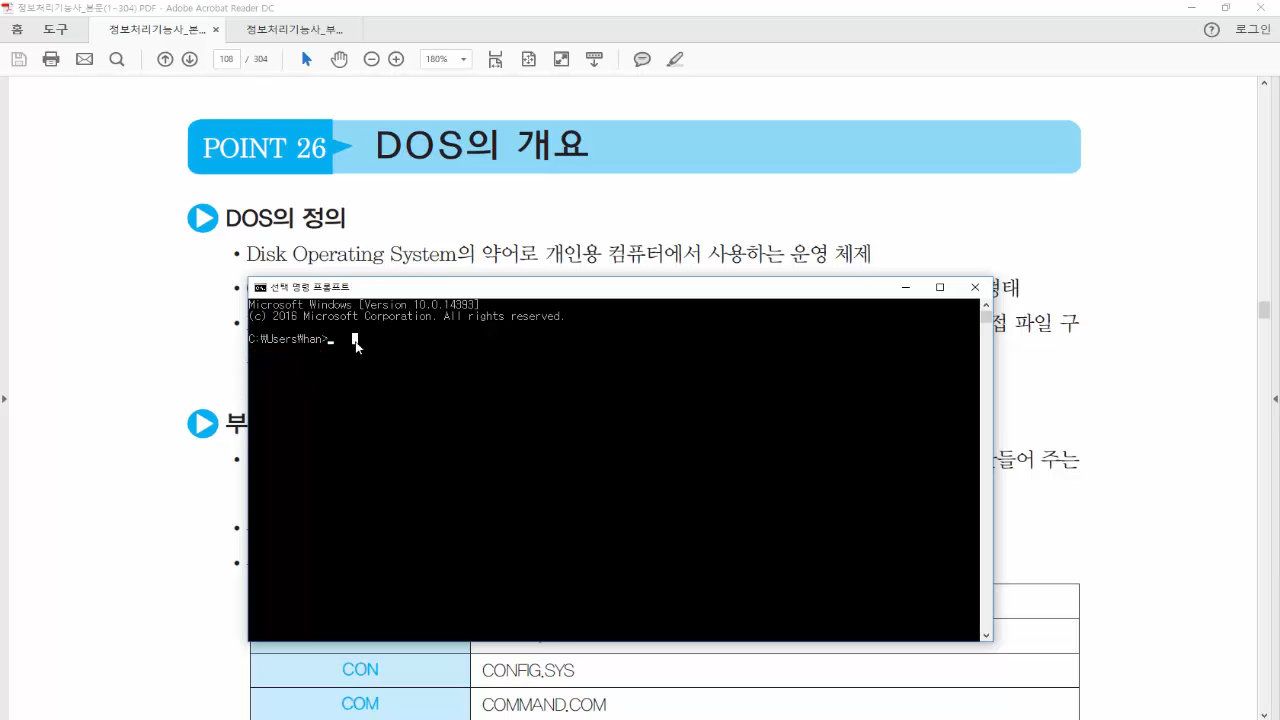 정보처리기능사_본문(1-304) PDF - Adobe Acrobat Reader DC
홈 도구 정보처리기능사_본... × 정보처리기능사_부... 로그인
108 / 304 180%
POINT 26 DOS의 개요
DOS의 정의
• Disk Operating System의 약어로 개인용 컴퓨터에서 사용하는 운영 체제
선택 명령 프롬프트
Microsoft Windows [Version 10.0.14393]
(c) 2016 Microsoft Corporation. All rights reserved.
C:\Users\han>
파일 구
부
들어 주는
CON CONFIG.SYS
COM COMMAND.COM